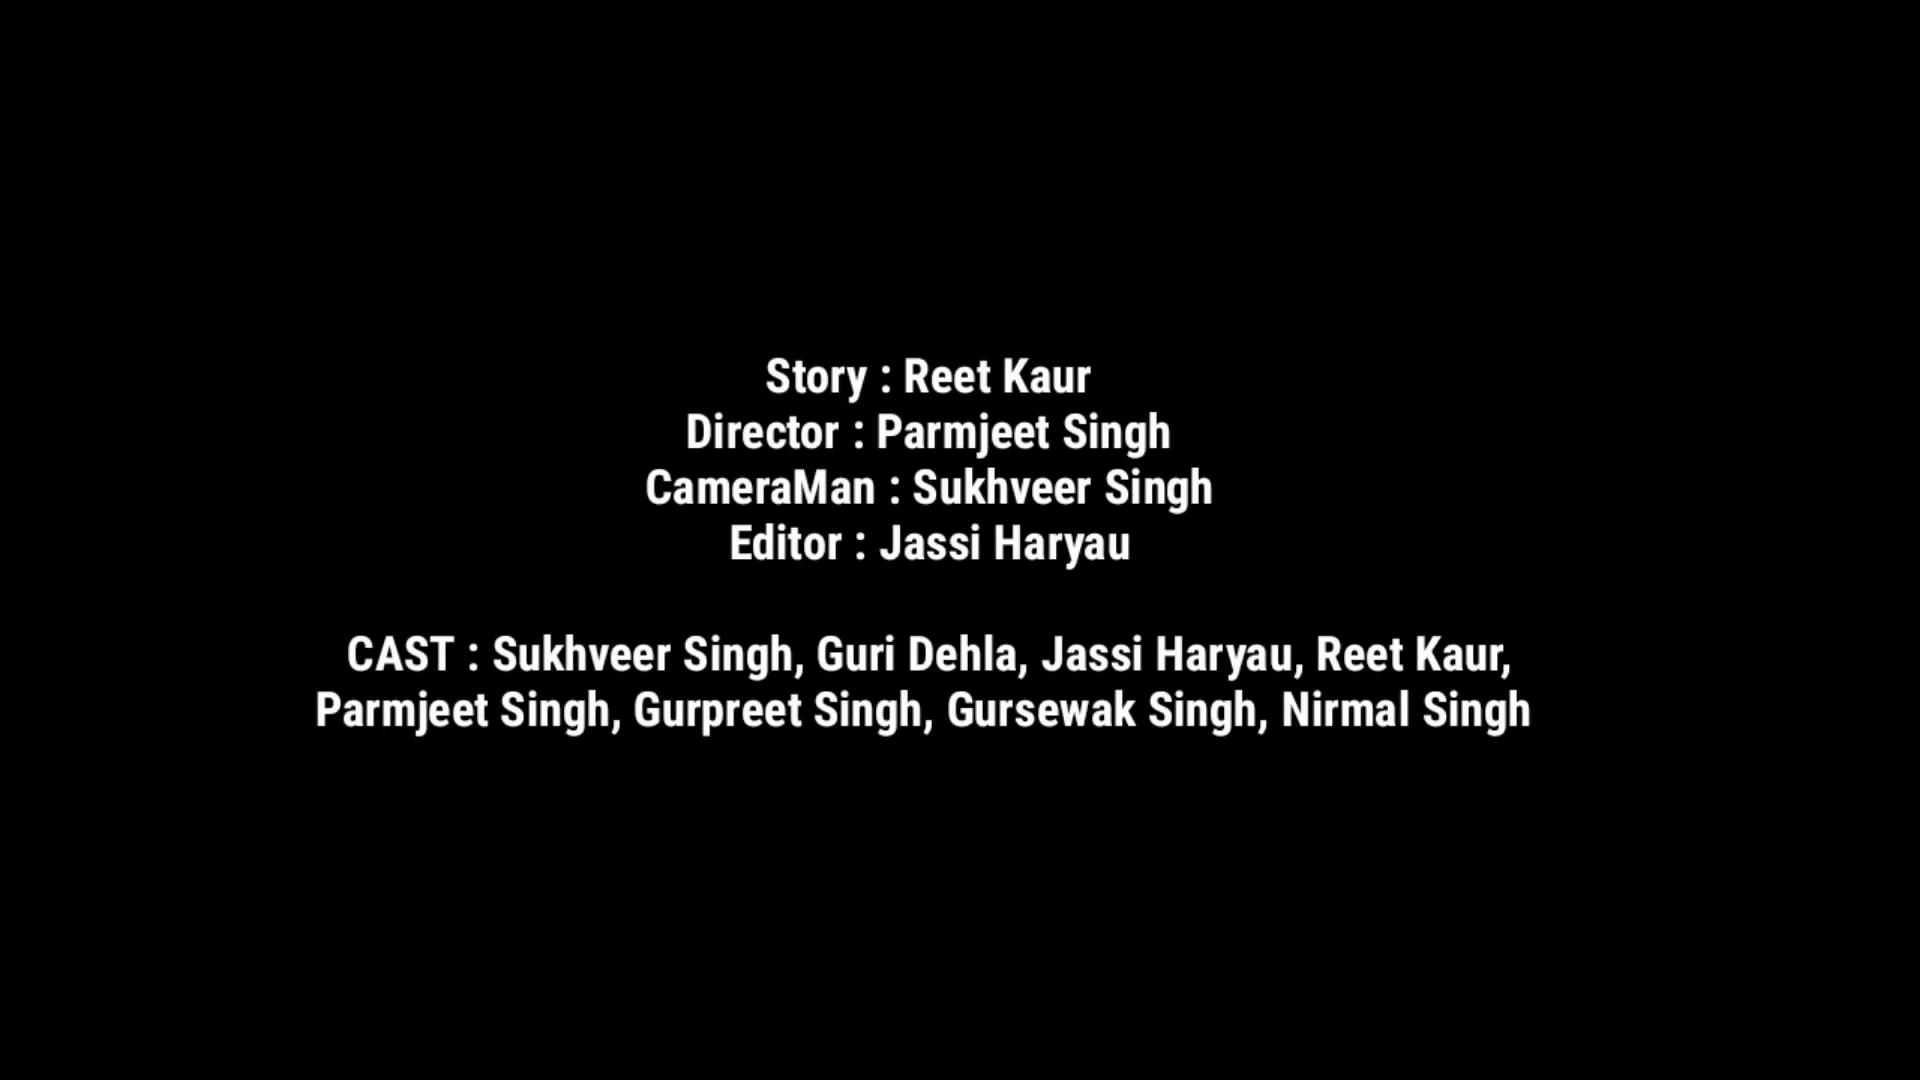 Story : Reet Kaur
Director : Parmjeet Singh
CameraMan : Sukhveer Singh
Editor : Jassi Haryau
CAST : Sukhveer Singh, Guri Dehla, Jassi Haryau, Reet Kaur,
Parmjeet Singh, Gurpreet Singh, Gursewak Singh, Nirmal Singh